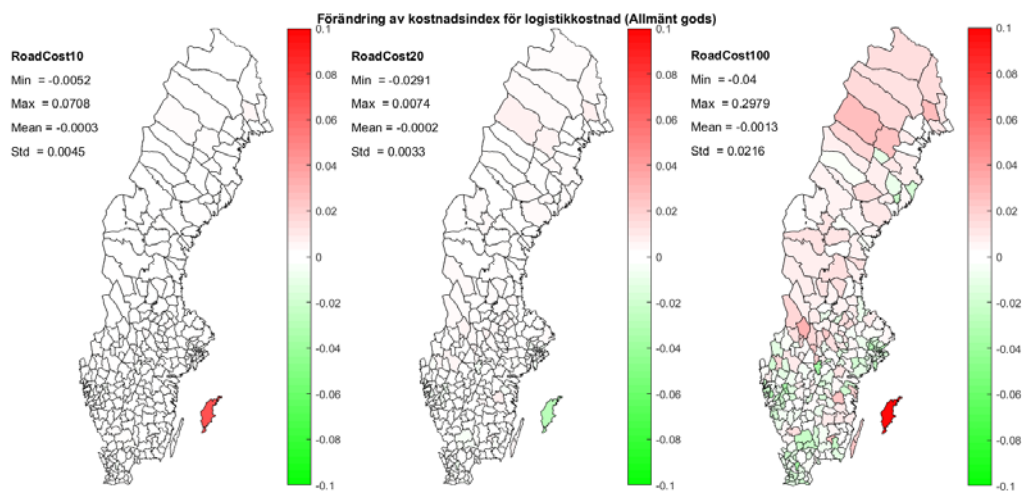 Förändring av kostnadsindex för logistikkostnad (Allmänt gods)
RoadCost10
Min = -0.0052
Max = 0.0708
Mean = -0.0003
Std = 0.0045
0.1
0.08
0.06
0.04
0.02
0
-0.02
-0.04
-0.06
-0.08
-0.1
RoadCost20
Min = -0.0291
Max = 0.0074
Mean = -0.0002
Std = 0.0033
0.1
0.08
0.06
0.04
0.02
0
-0.02
-0.04
-0.06
-0.08
-0.1
RoadCost100
Min = -0.04
Max = 0.2979
Mean = -0.0013
Std = 0.0216
0.1
0.08
0.06
0.04
0.02
0
-0.02
-0.04
-0.06
-0.08
-0.1